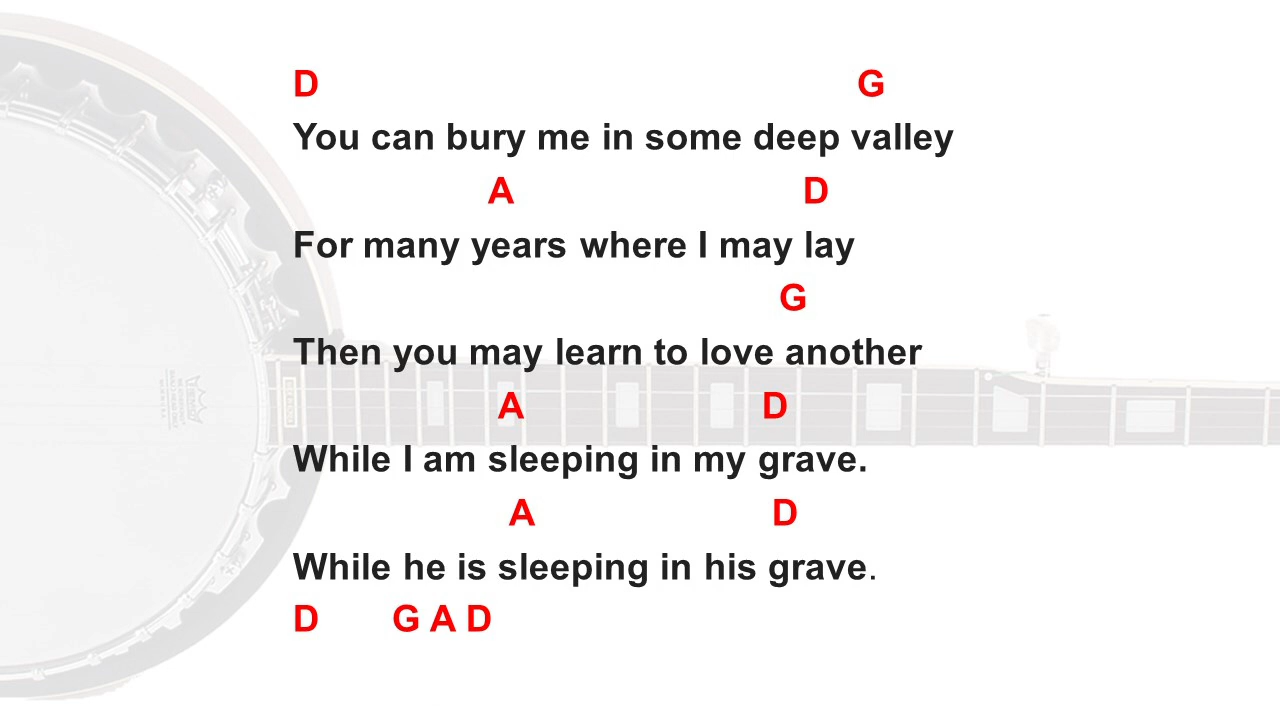 D G
You can bury me in some deep valley
A D
For many years where I may lay
G
Then you may learn to love another
A D
While I am sleeping in my grave.
A D
While he is sleeping in his grave.
D G A D